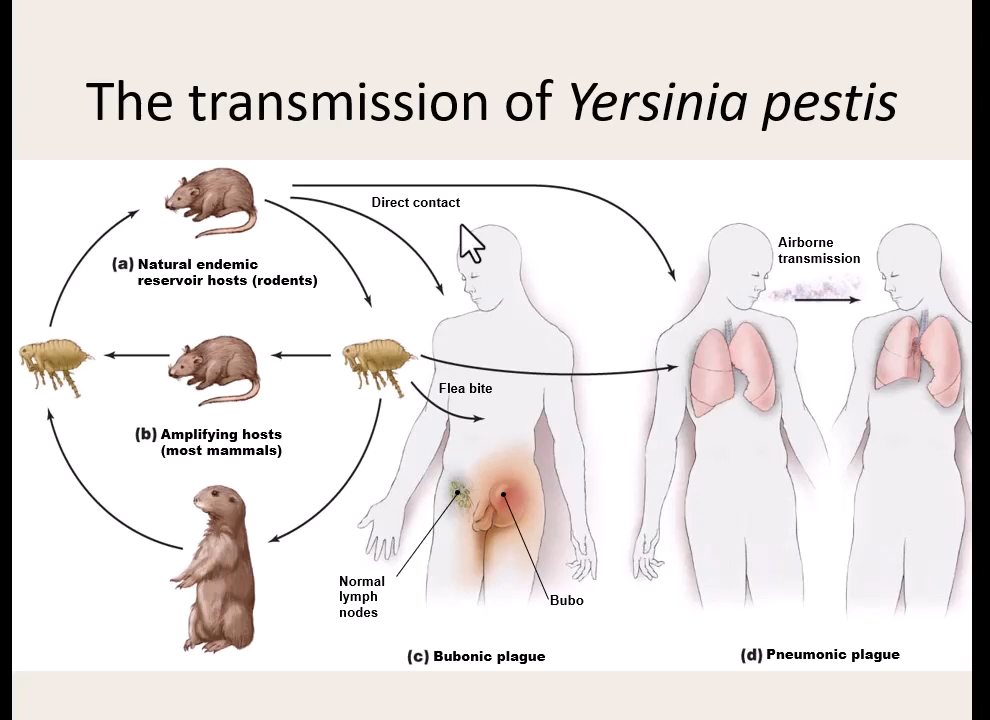 The transmission of Yersinia pestis
Direct contact
(a) Natural endemic
reservoir hosts (rodents)
Airborne
transmission
Flea bite
(b) Amplifying hosts
(most mammals)
Normal
lymph
nodes
Bubo
(c) Bubonic plague
(d) Pneumonic plague